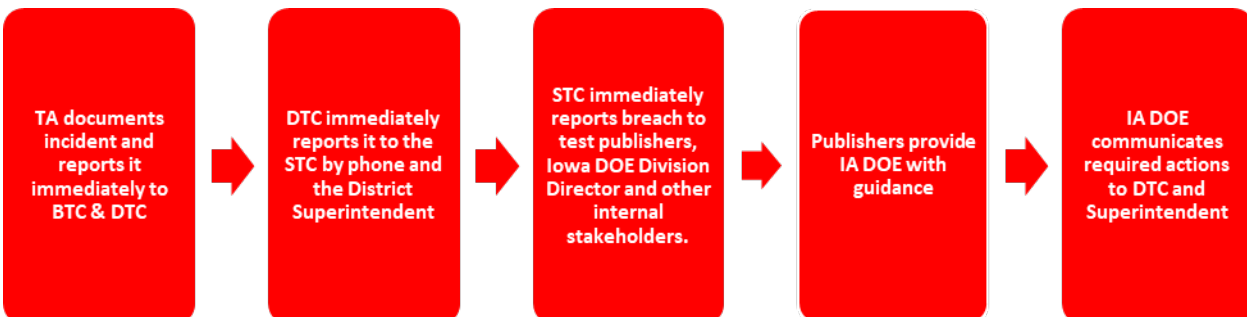 TA documents
incident and
reports it
immediately to
BTC & DTC
DTC immediately
reports it to the
STC by phone and
the District
Superintendent
STC immediately
reports breach to
test publishers,
Iowa DOE Division
Director and other
internal
stakeholders.
Publishers provide
IA DOE with
guidance
IA DOE
communicates
required actions
to DTC and
Superintendent